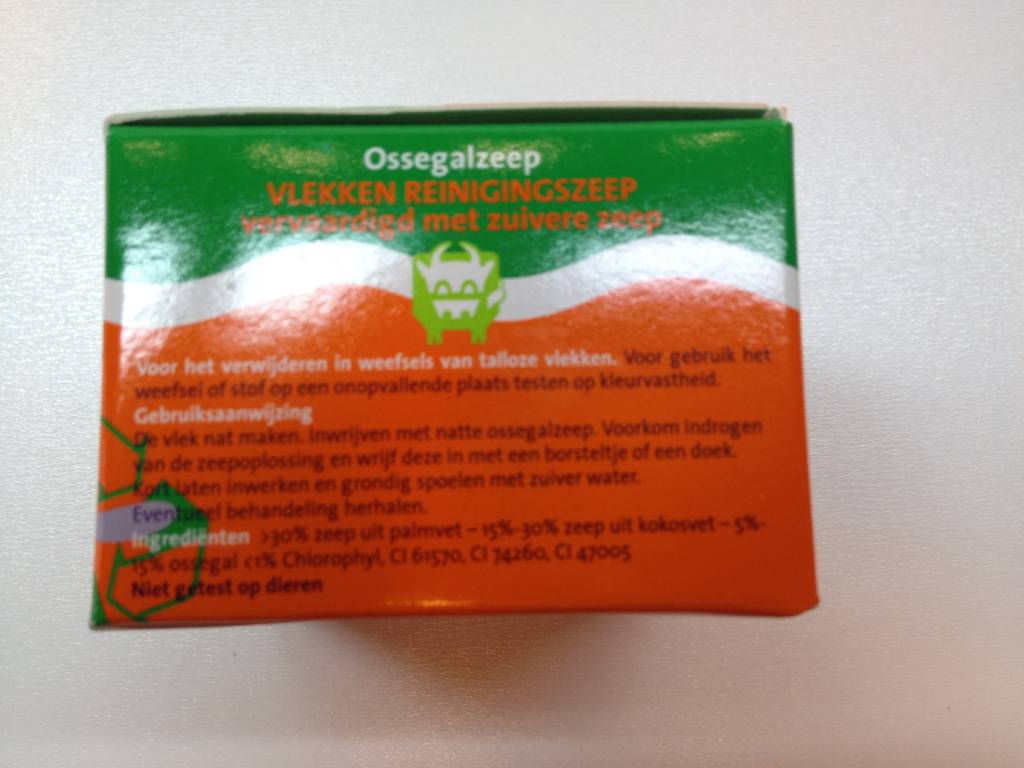 Ossegalzeep
VLEKKEN REINIGINGSZEEP
vervaardigd met zuivere zeep
Voor het verwijderen in weefsels van talloze vlekken. Voor gebruik het
weefsel of stof op een onopvallende plaats testen op kleurvastheid.
Gebruiksaanwijzing
De vlek nat maken. Inwrijven met natte ossegalzeep. Voorkom indrogen
van de zeepoplossing en wrijf deze in met een borsteltje of een doek.
Kort laten inwerken en grondig spoelen met zuiver water.
Eventueel behandeling herhalen.
Ingrediënten >30% zeep uit palmvet – 15%-30% zeep uit kokosvet – 5%-
15% ossegal <1% Chlorophyl, CI 61570, CI 74260, CI 47005
Niet getest op dieren